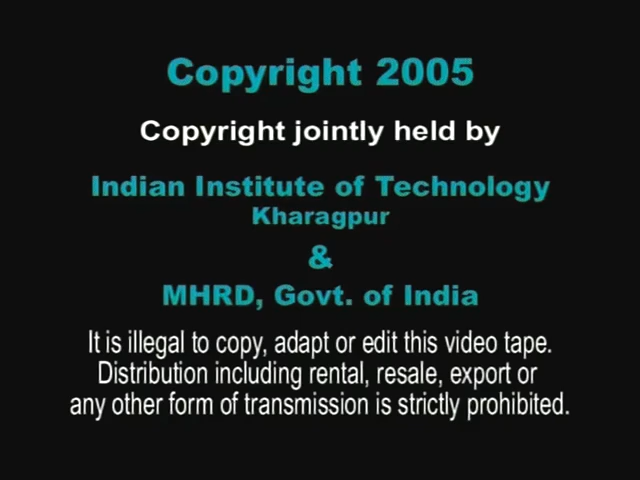 Copyright 2005
Copyright jointly held by
Indian Institute of Technology
Kharagpur
&
MHRD, Govt. of India
It is illegal to copy, adapt or edit this video tape.
Distribution including rental, resale, export or
any other form of transmission is strictly prohibited.